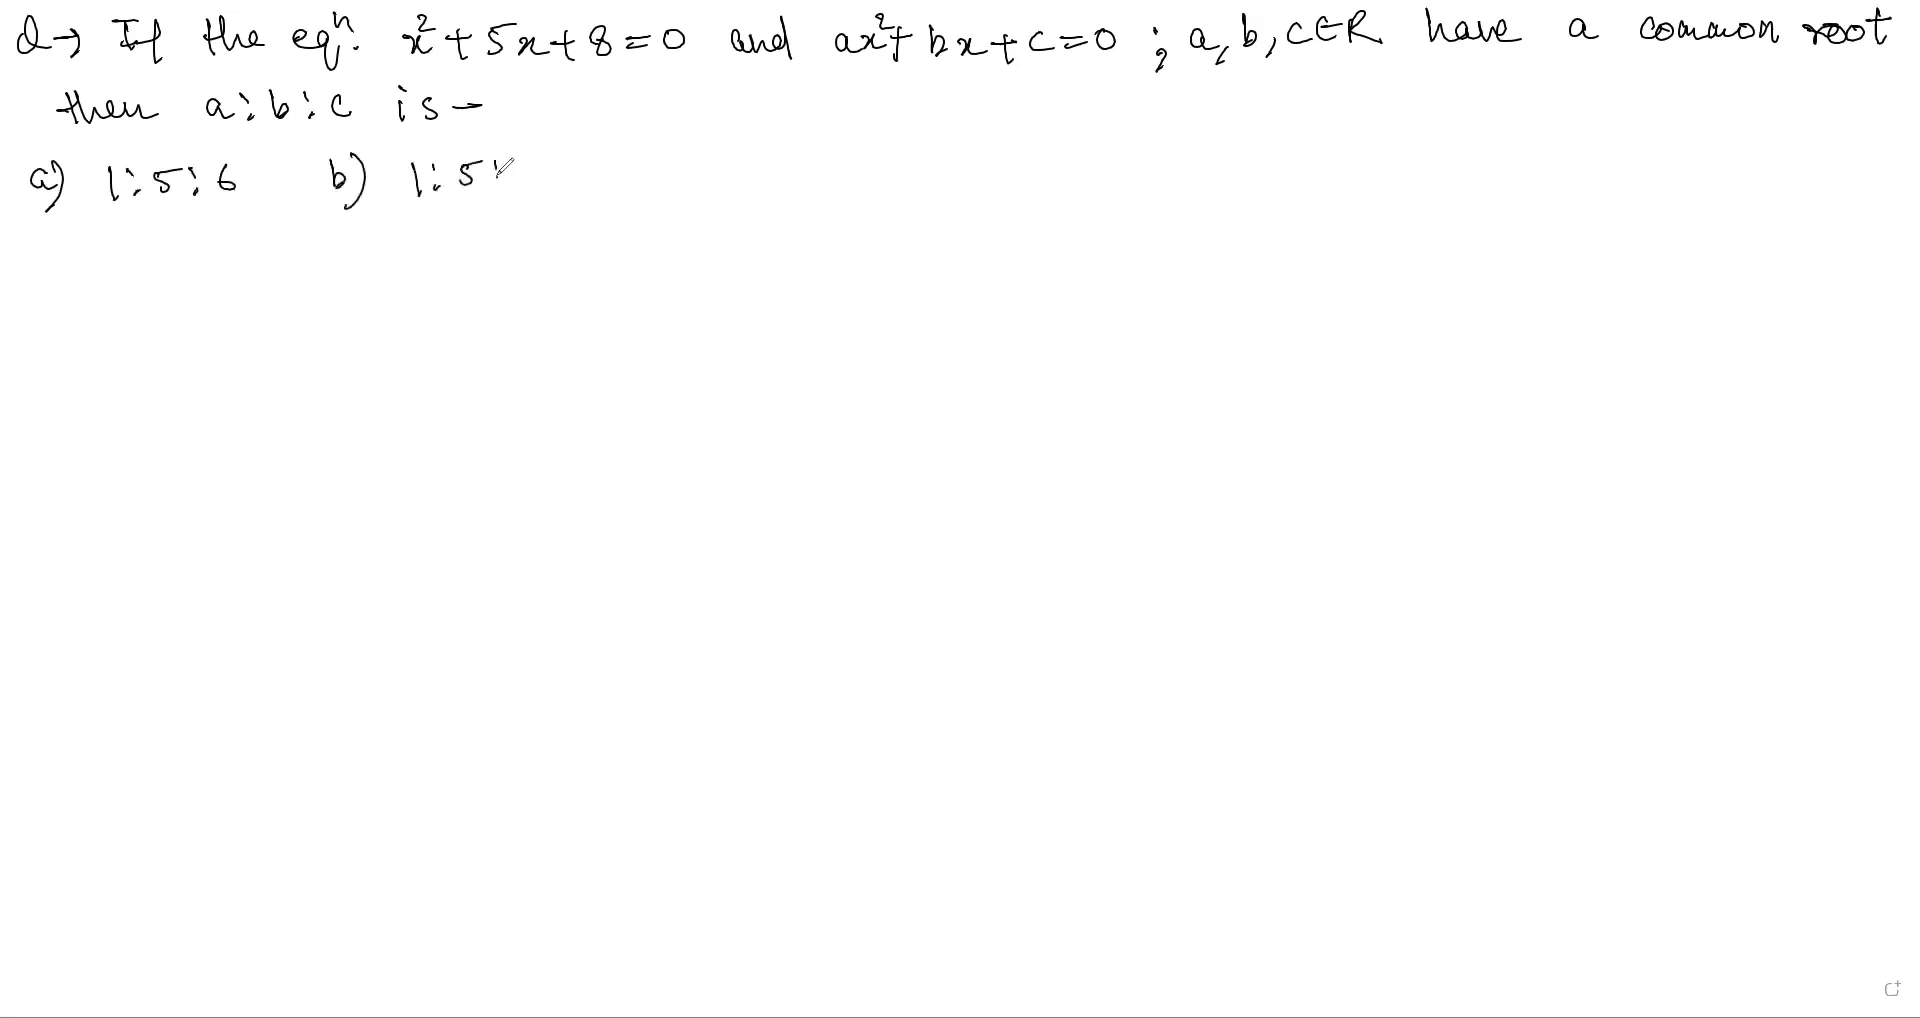 Q→ If the eqⁿ. x²+5x+8=0 and ax²+bx+c=0 ; a,b,c∈R have a common root
then a:b:c is –
a) 1:5:6 b) 1:5: